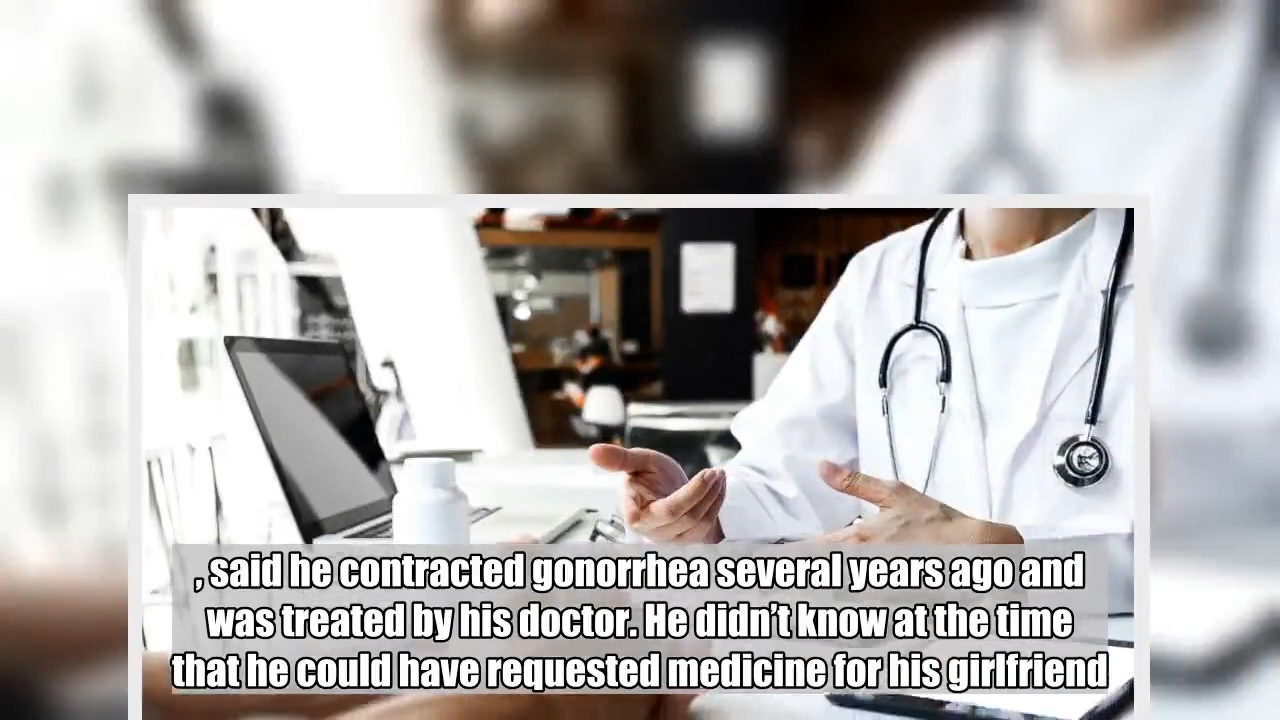 , said he contracted gonorrhea several years ago and
was treated by his doctor. He didn’t know at the time
that he could have requested medicine for his girlfriend